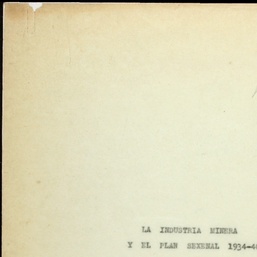 LA INDUSTRIA MINERA
Y EL PLAN SEXENAL 1934-40